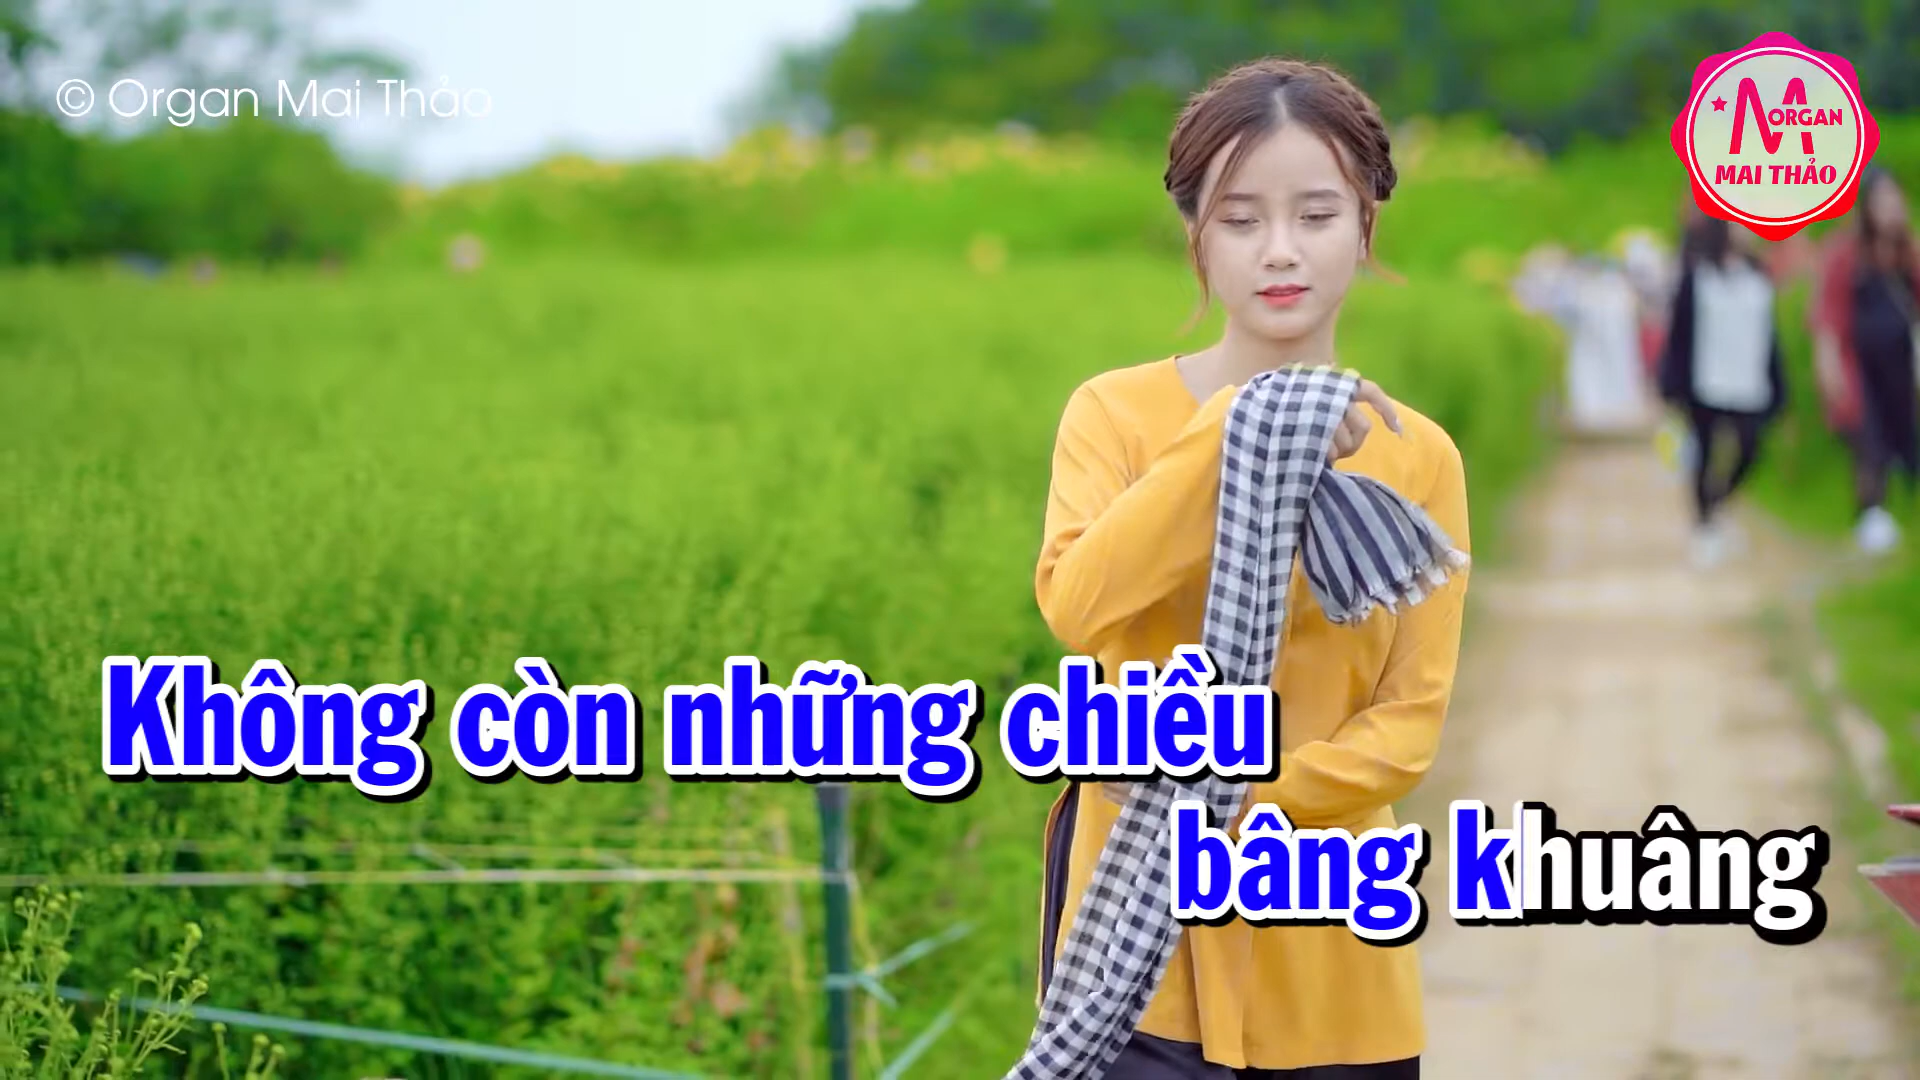 © Organ Mai Thảo
M ORGAN
MAI THẢO
Không còn những chiều
bâng khuâng